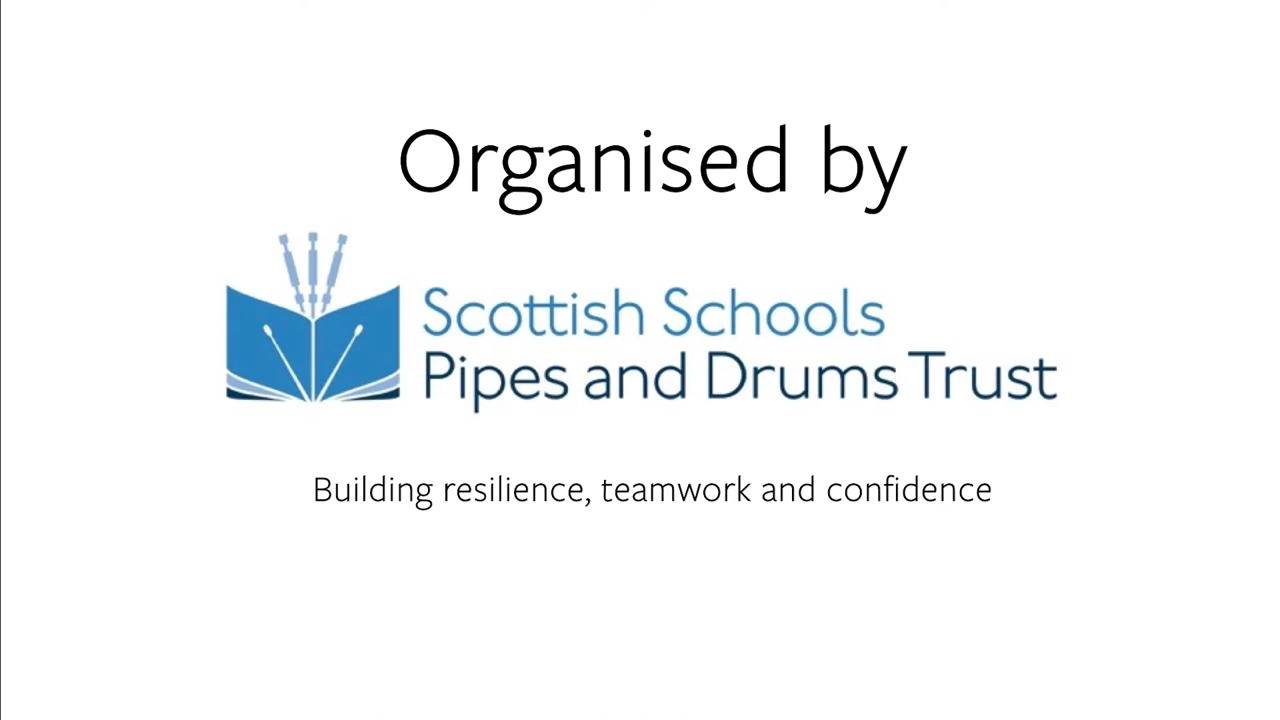 Organised by
Scottish Schools
Pipes and Drums Trust
Building resilience, teamwork and confidence